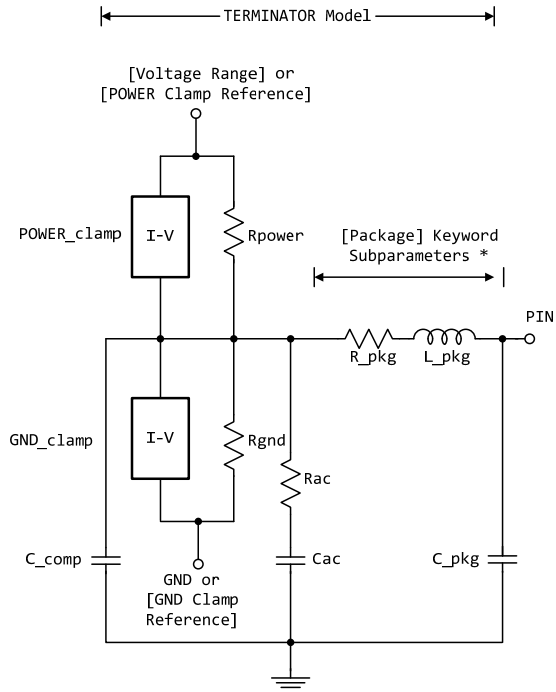 TERMINATOR Model
[Voltage Range] or
[POWER Clamp Reference]
POWER_clamp
I-V
Rpower
[Package] Keyword
Subparameters *
PIN
R_pkg
L_pkg
GND_clamp
I-V
Rgnd
Rac
C_comp
Cac
C_pkg
GND or
[GND Clamp
Reference]